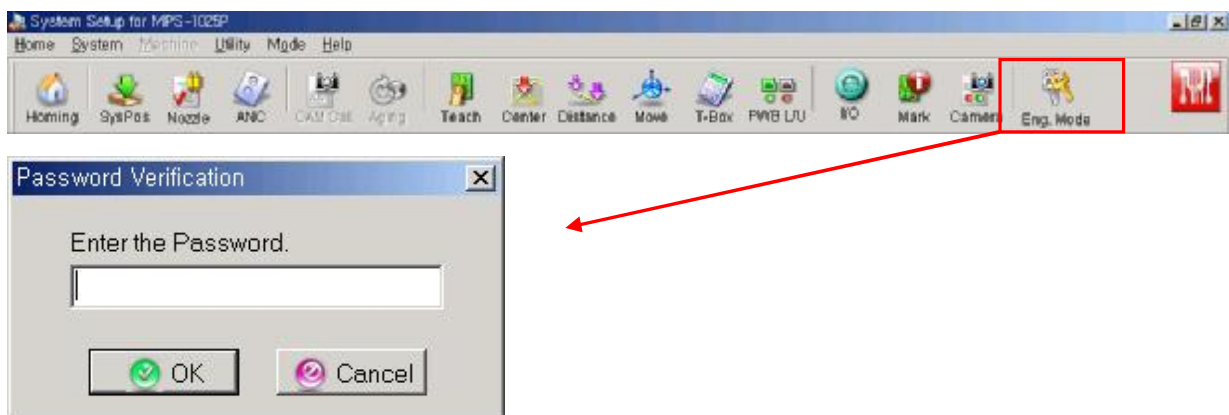 System Setup for MPS-1025P
Home System Machine Utility Mode Help
Homing SysPos Nozzle ANC CAM Cal. Aging Teach Center Distance Move T-Box PWB L/U I/O Mark Camera Eng. Mode
Password Verification
Enter the Password.
OK Cancel